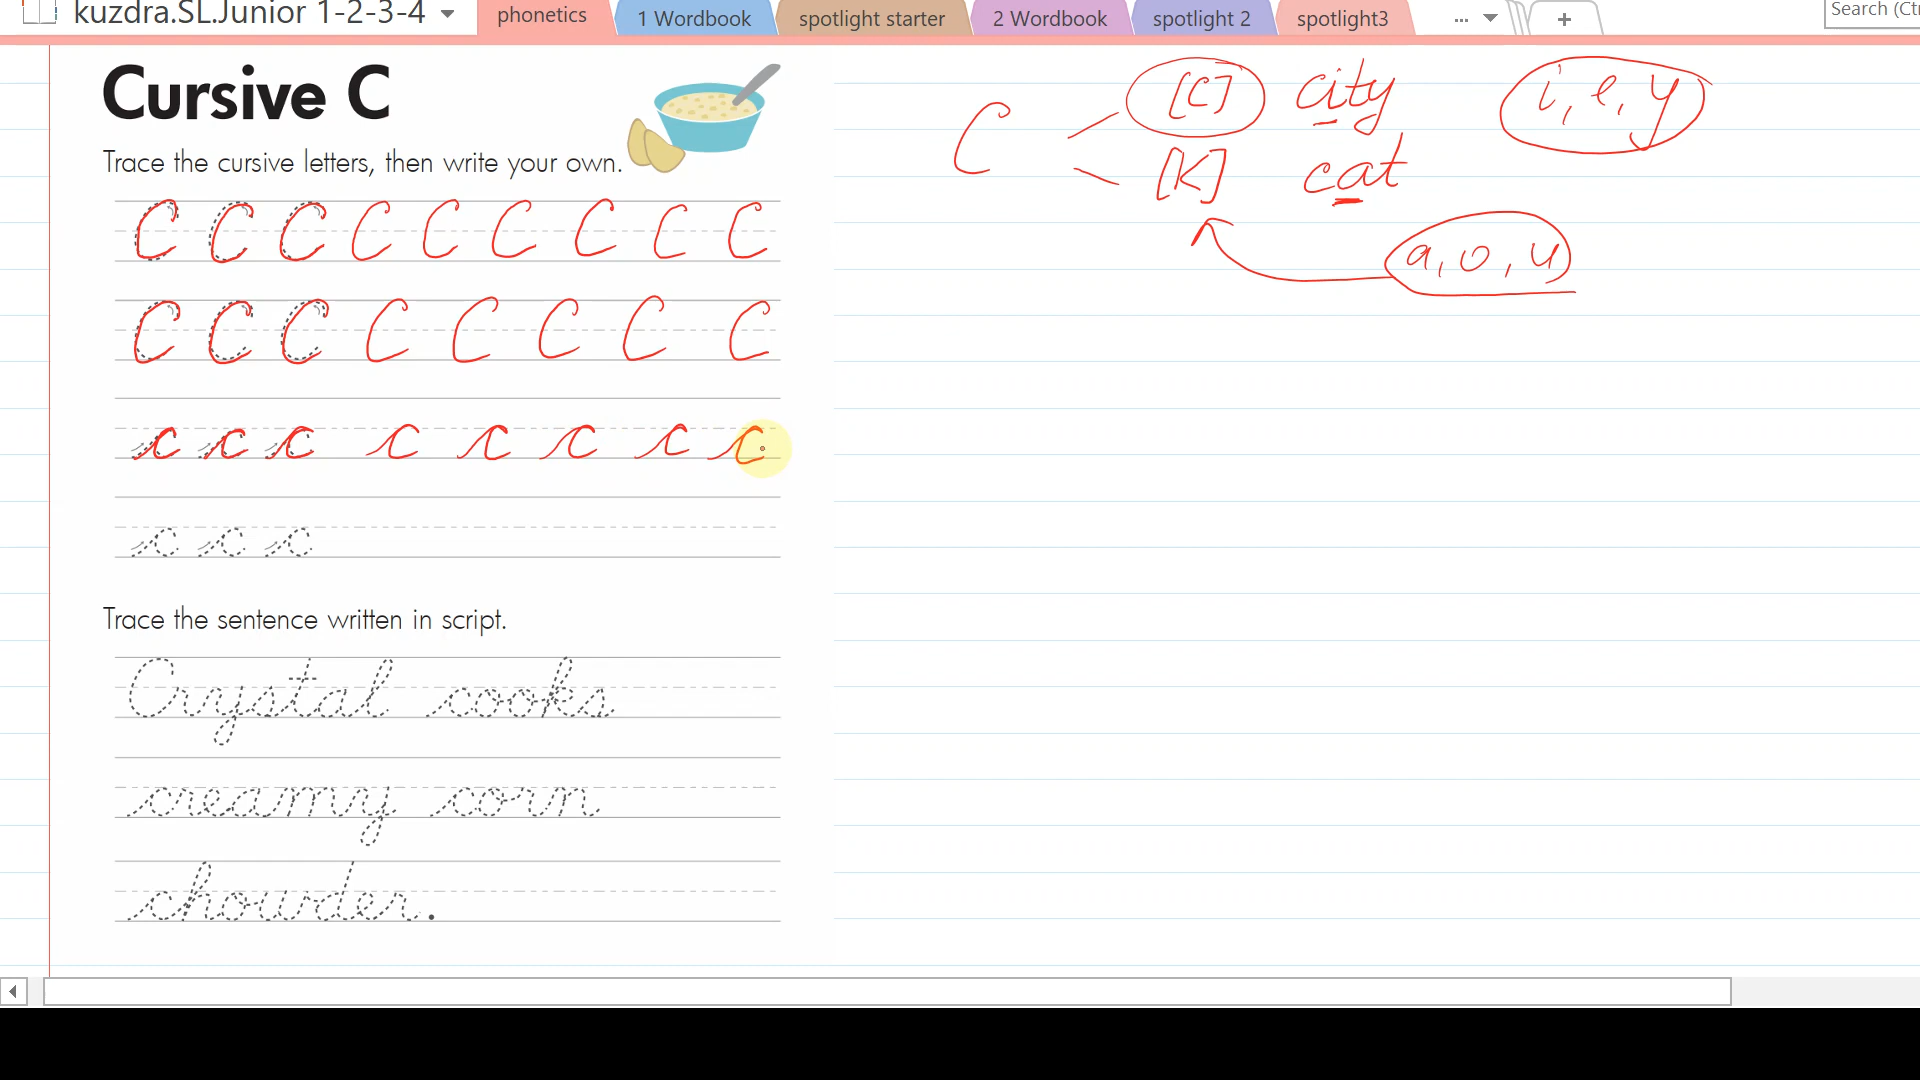 kuzdra.SL.Junior 1-2-3-4
phonetics
1 Wordbook
spotlight starter
2 Wordbook
spotlight 2
spotlight3
...
+
Search (Ct
Cursive C
Trace the cursive letters, then write your own.
C C C C C C C C C
C C C C C C C C
c c c c c c c c
c c c
Trace the sentence written in script.
Crystal cooks
creamy corn
chowder.
C
[C] city i, e, y
[K] cat
a, o, u